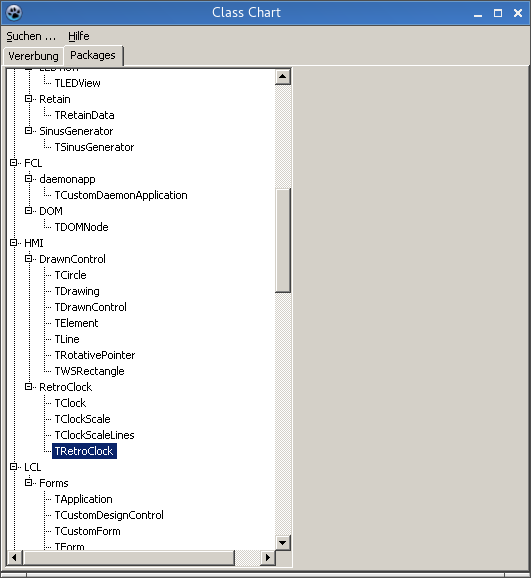 Class Chart
Suchen ... Hilfe
Vererbung Packages
TLEDView
Retain
TRetainData
SinusGenerator
TSinusGenerator
FCL
daemonapp
TCustomDaemonApplication
DOM
TDOMNode
HMI
DrawnControl
TCircle
TDrawing
TDrawnControl
TElement
TLine
TRotativePointer
TWSRectangle
RetroClock
TClock
TClockScale
TClockScaleLines
TRetroClock
LCL
Forms
TApplication
TCustomDesignControl
TCustomForm
TForm